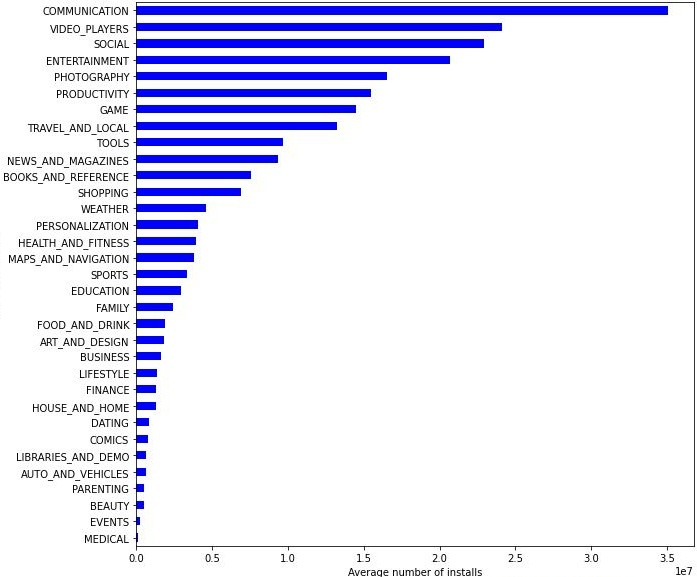 COMMUNICATION
VIDEO_PLAYERS
SOCIAL
ENTERTAINMENT
PHOTOGRAPHY
PRODUCTIVITY
GAME
TRAVEL_AND_LOCAL
TOOLS
NEWS_AND_MAGAZINES
BOOKS_AND_REFERENCE
SHOPPING
WEATHER
PERSONALIZATION
HEALTH_AND_FITNESS
MAPS_AND_NAVIGATION
SPORTS
EDUCATION
FAMILY
FOOD_AND_DRINK
ART_AND_DESIGN
BUSINESS
LIFESTYLE
FINANCE
HOUSE_AND_HOME
DATING
COMICS
LIBRARIES_AND_DEMO
AUTO_AND_VEHICLES
PARENTING
BEAUTY
EVENTS
MEDICAL
0.0 0.5 1.0 1.5 2.0 2.5 3.0 3.5
Average number of installs 1e7